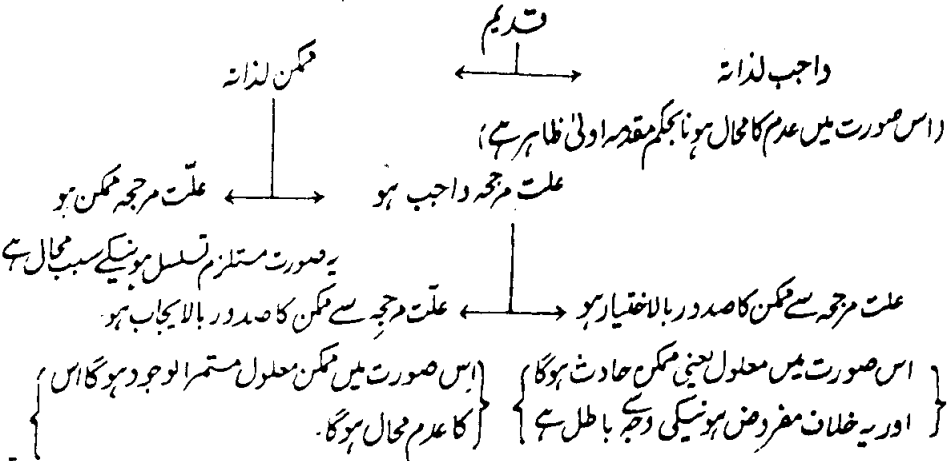 قدیم
واجب لذاتہ
ممکن لذاتہ
(اس صورت میں عدم کا محال ہونا بحکم مقدمہ اولیٰ ظاہر ہے)
علت مرجحہ واجب ہو
علّت مرجحہ ممکن ہو
یہ صورت مستلزم تسلسل ہونیکے سبب محال ہے
علت مرجحہ سے ممکن کا صدور بالاختیار ہو
علّت مرجحہ سے ممکن کا صدور بالایجاب ہو۔
اس صورت میں معلول یعنی ممکن حادث ہوگا
اور یہ خلاف مفروض ہونیکی وجہ سے باطل ہے
اس صورت میں ممکن معلول مستمر الوجود ہوگا اس
کا عدم محال ہوگا۔